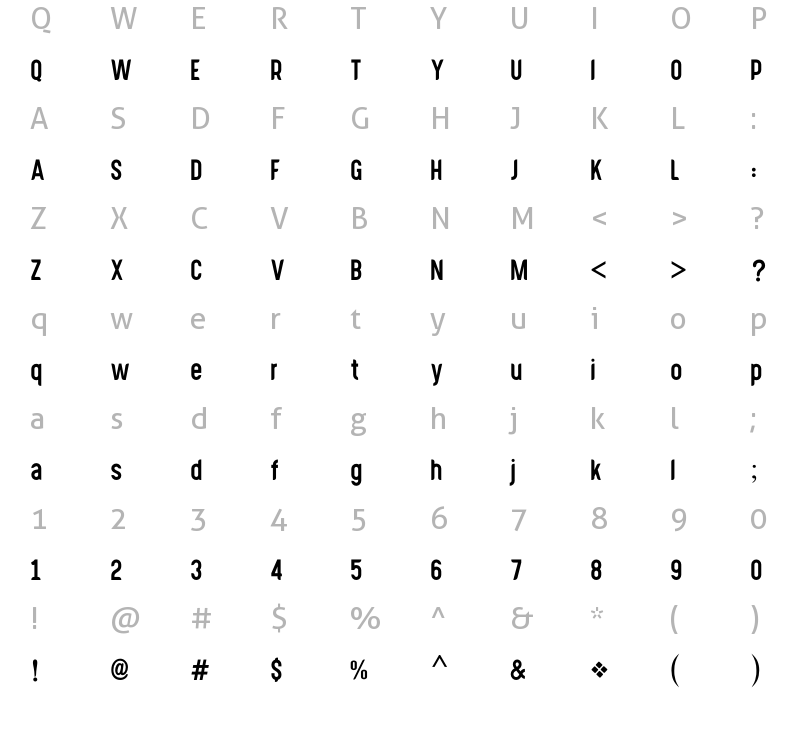 Q W E R T Y U I O P
Q W E R T Y U I O P
A S D F G H J K L :
A S D F G H J K L :
Z X C V B N M < > ?
Z X C V B N M < > ?
q w e r t y u i o p
q w e r t y u i o p
a s d f g h j k l ;
a s d f g h j k l ;
1 2 3 4 5 6 7 8 9 0
1 2 3 4 5 6 7 8 9 0
! @ # $ % ^ & * ( )
! @ # $ % ^ & ❖ ( )